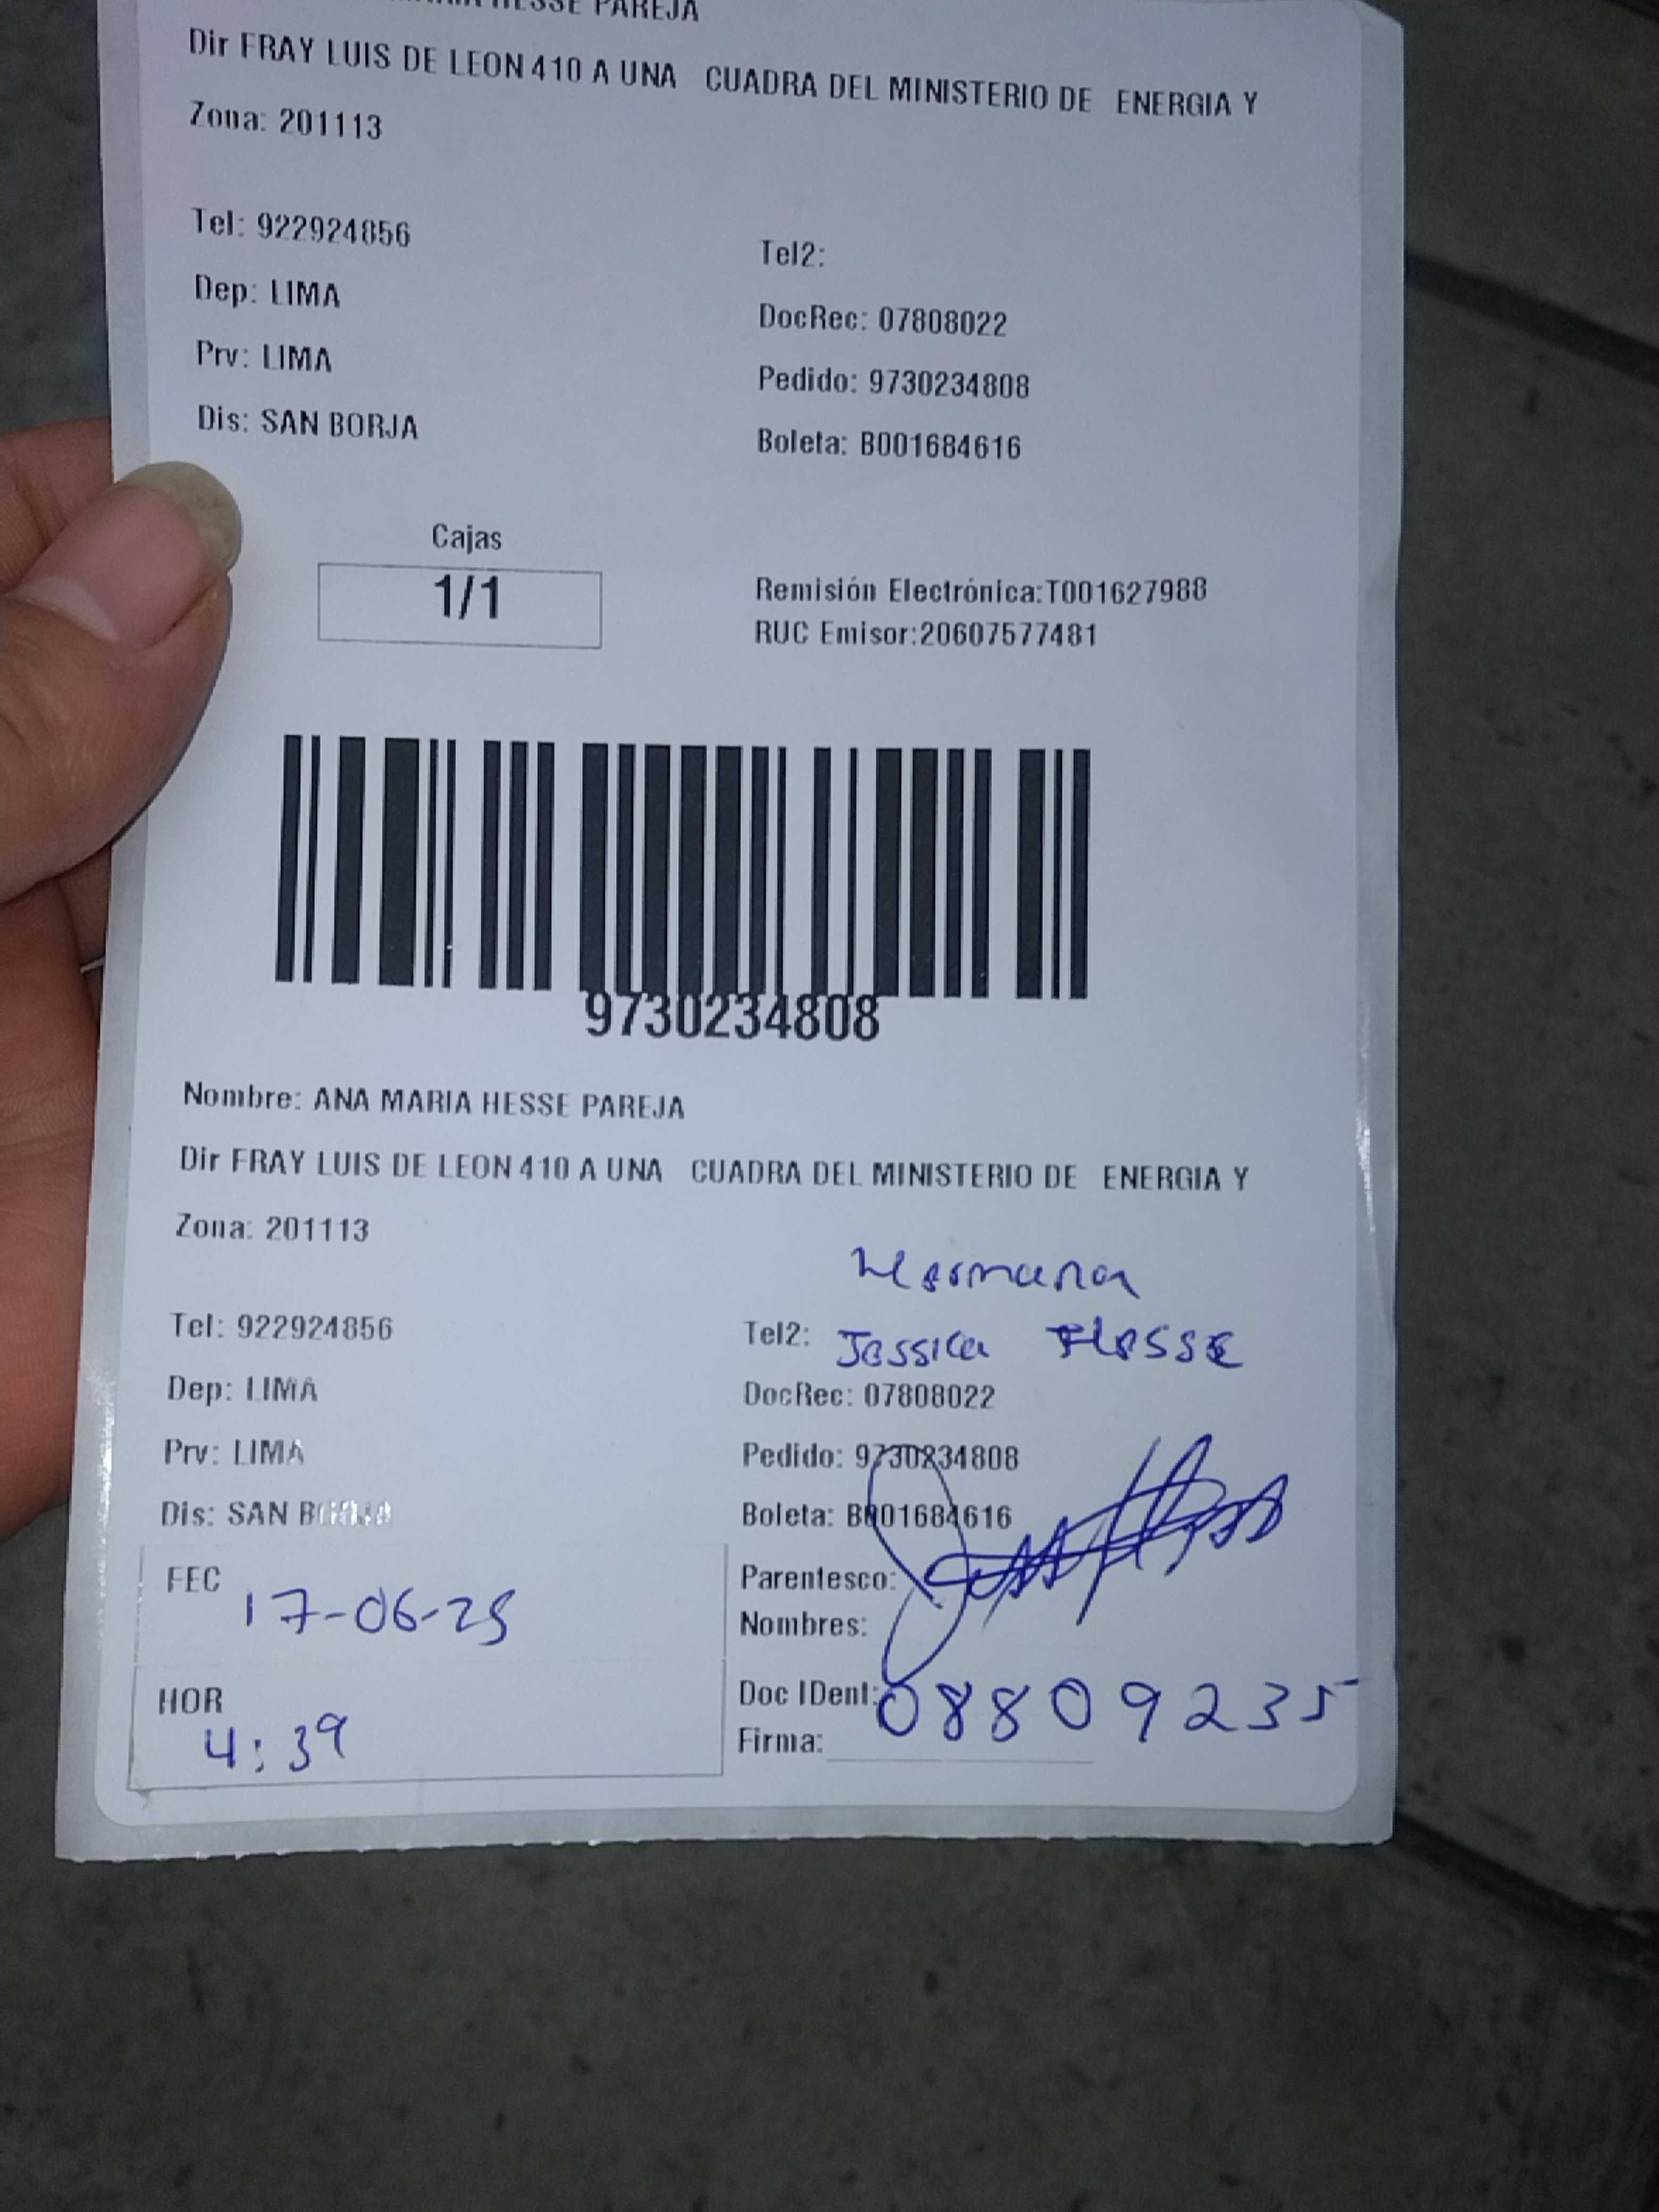 HESSE PAREJA
Dir FRAY LUIS DE LEON 410 A UNA CUADRA DEL MINISTERIO DE ENERGIA Y
Zona: 201113
Tel: 922924856
Tel2:
Dep: LIMA
DocRec: 07808022
Prv: LIMA
Pedido: 9730234808
Dis: SAN BORJA
Boleta: B001684616
Cajas
1/1
Remisión Electrónica:T001627988
RUC Emisor:20607577481
9730234808
Nombre: ANA MARIA HESSE PAREJA
Dir FRAY LUIS DE LEON 410 A UNA CUADRA DEL MINISTERIO DE ENERGIA Y
Zona: 201113
Hermana
Tel: 922924856
Tel2: Jessica HESSE
Dep: LIMA
DocRec: 07808022
Prv: LIMA
Pedido: 9730234808
Dis: SAN BORJA
Boleta: B001684616
FEC 17-06-25
Parentesco:
Nombres:
HOR 4:39
Doc IDent: 08809235
Firma: